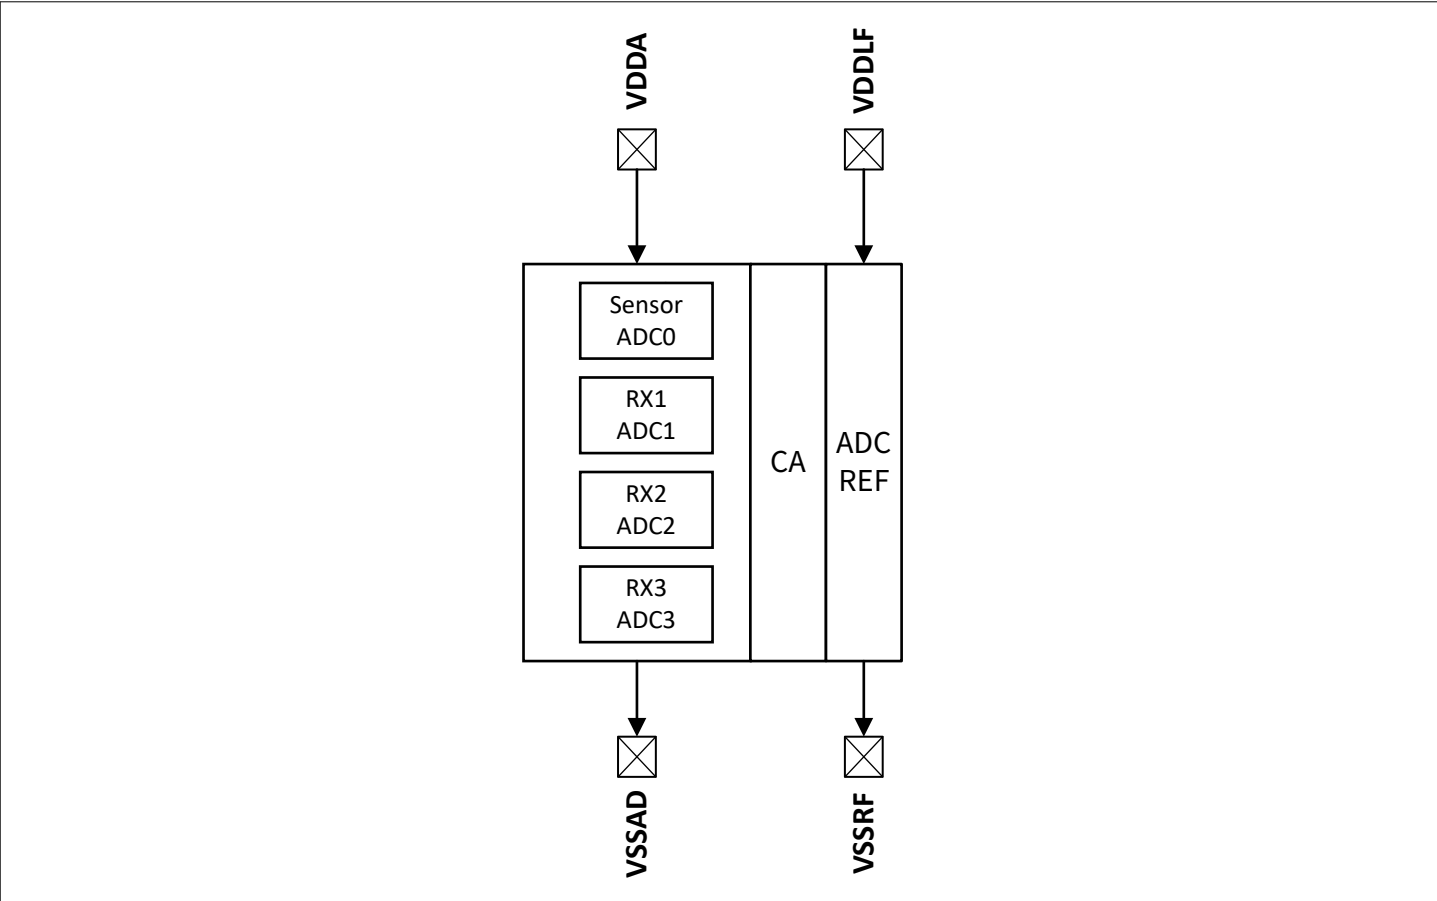 VDDA
VDDLF
Sensor
ADC0
RX1
ADC1
RX2
ADC2
RX3
ADC3
CA
ADC
REF
VSSAD
VSSRF